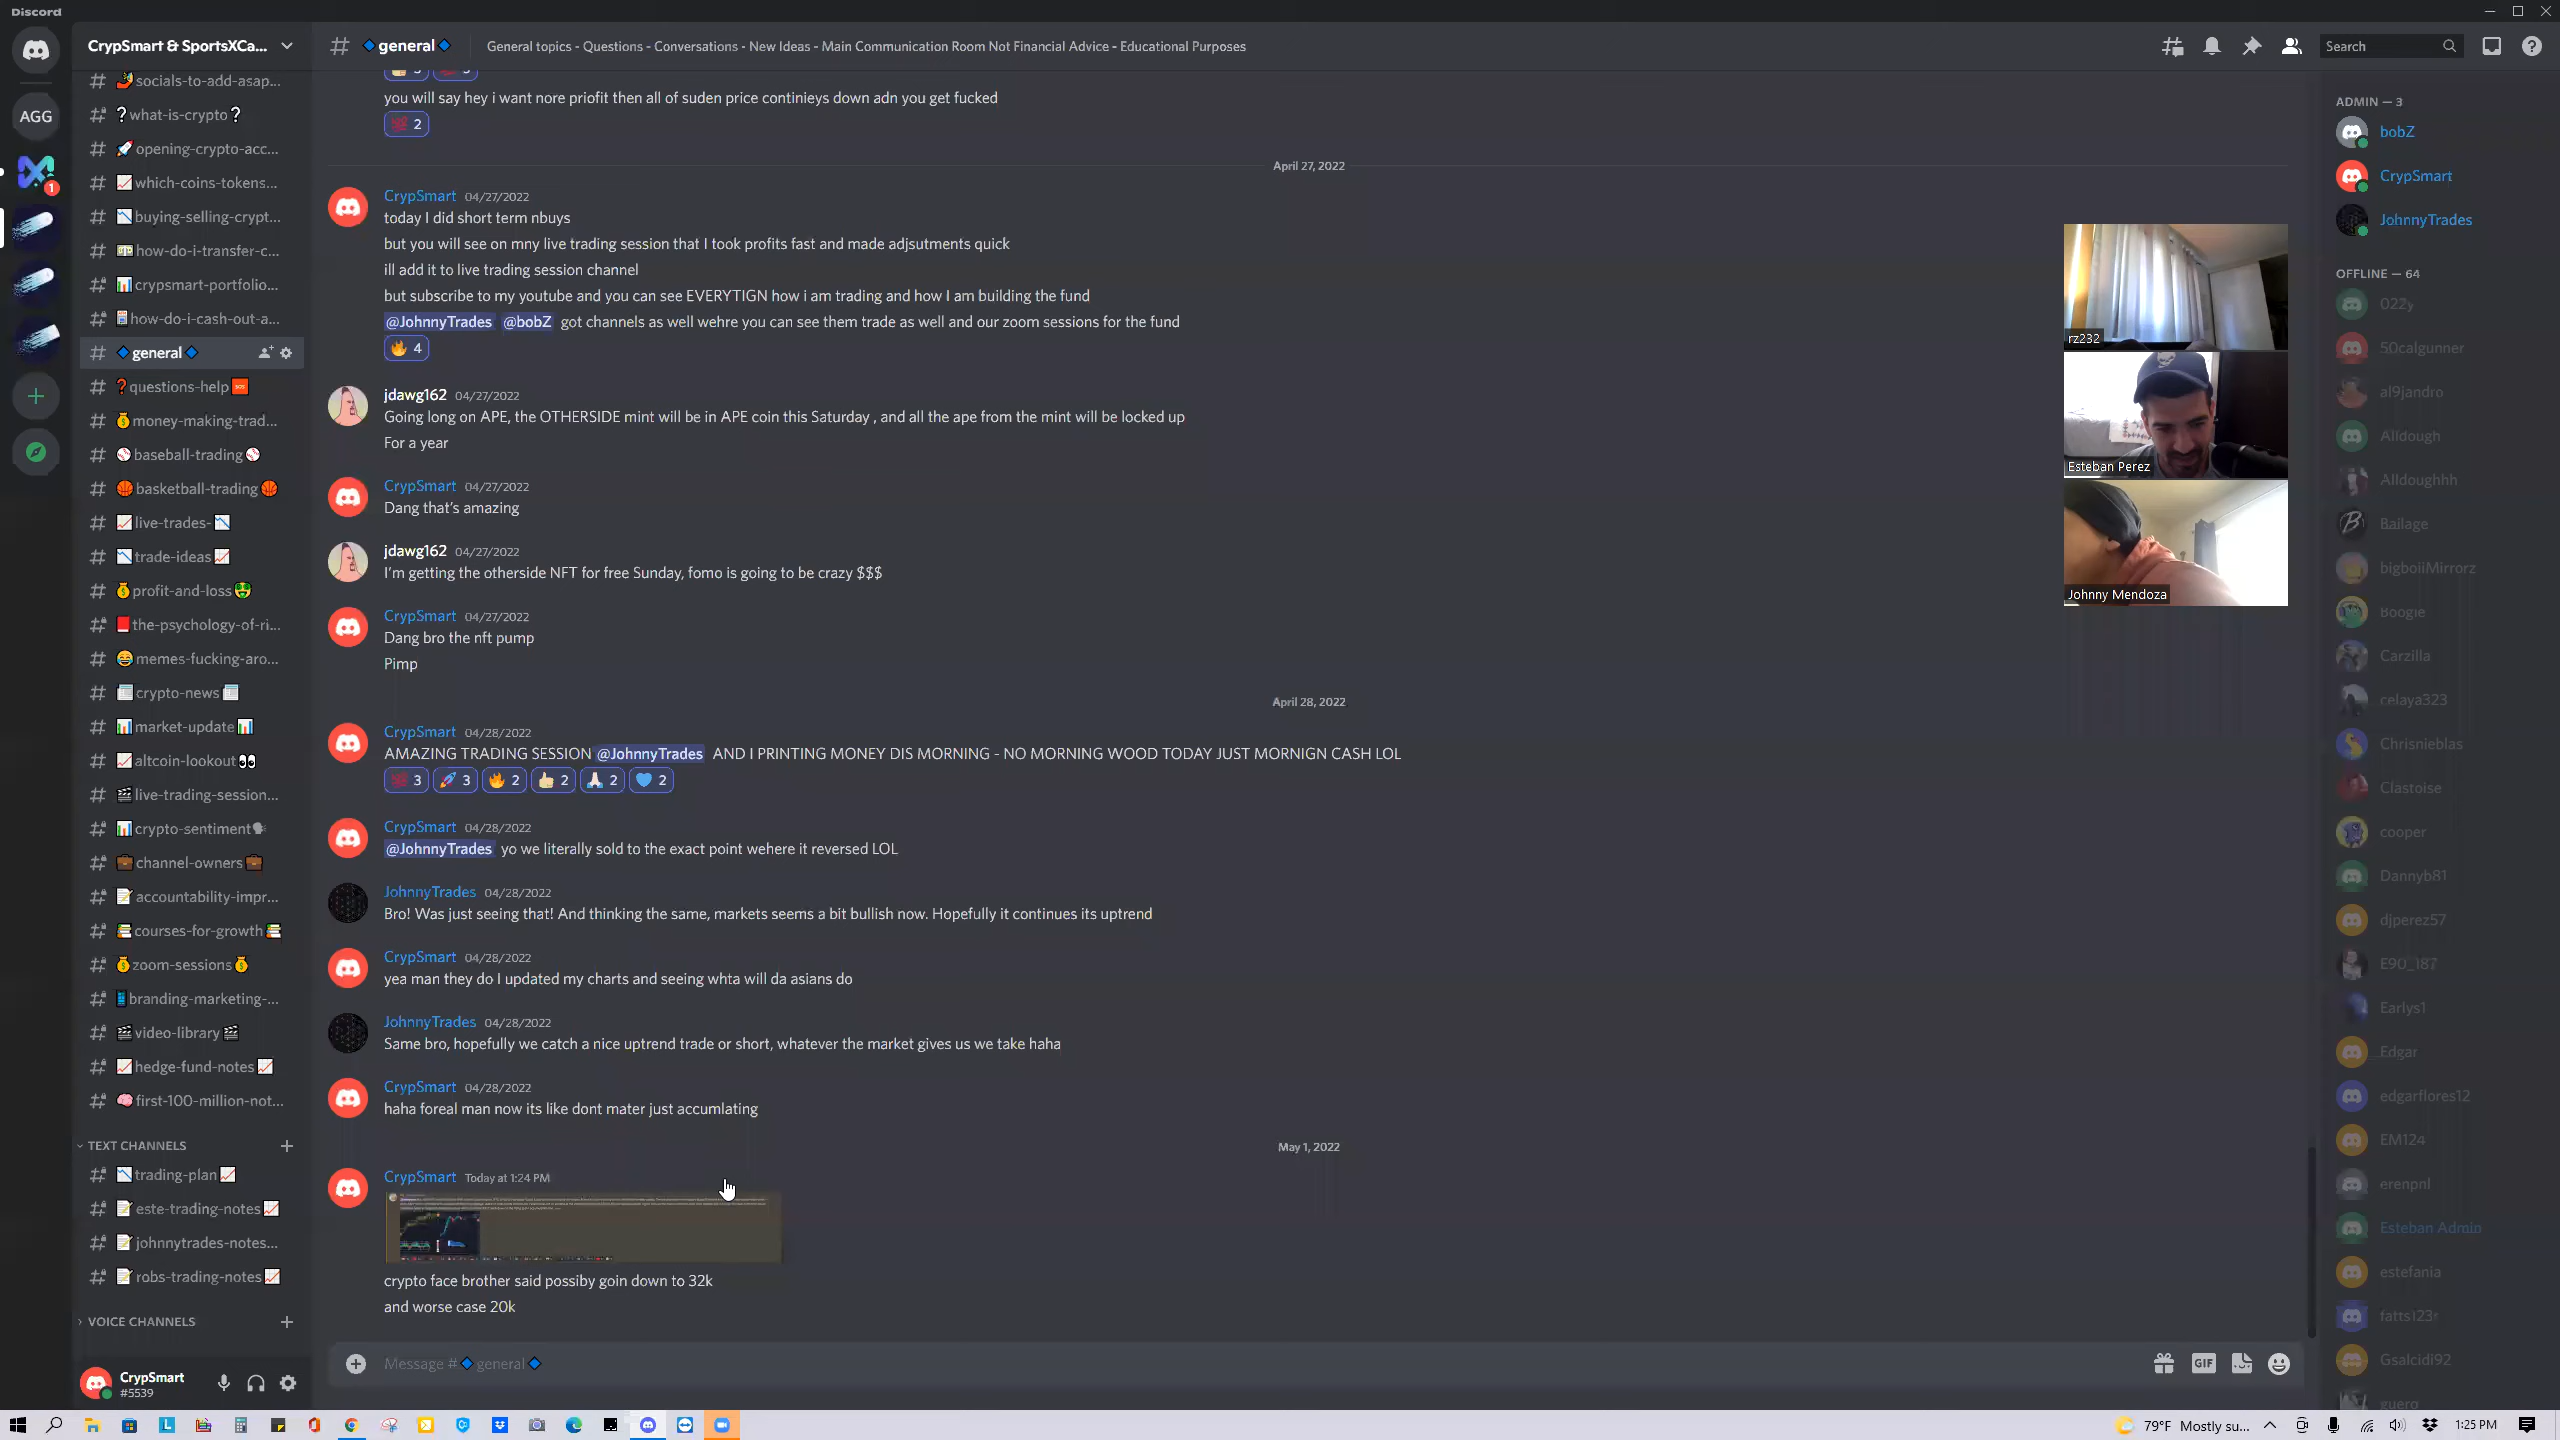 Discord
CrypSmart & SportsXCa...
general
General topics - Questions - Conversations - New Ideas - Main Communication Room Not Financial Advice - Educational Purposes
Search
AGG
1
socials-to-add-asap...
what-is-crypto
opening-crypto-acc...
which-coins-tokens...
buying-selling-crypt...
how-do-i-transfer-c...
crypsmart-portfolio...
how-do-i-cash-out-a...
general
questions-help
money-making-trad...
baseball-trading
basketball-trading
live-trades-
trade-ideas
profit-and-loss
the-psychology-of-ri...
memes-fucking-aro...
crypto-news
market-update
altcoin-lookout
live-trading-session...
crypto-sentiment
channel-owners
accountability-impr...
courses-for-growth
zoom-sessions
branding-marketing-...
video-library
hedge-fund-notes
first-100-million-not...
TEXT CHANNELS
trading-plan
este-trading-notes
johnnytrades-notes...
robs-trading-notes
VOICE CHANNELS
CrypSmart
#5539
you will say hey i want nore priofit then all of suden price continieys down adn you get fucked
2
April 27, 2022
CrypSmart 04/27/2022
today I did short term nbuys
but you will see on mny live trading session that I took profits fast and made adjsutments quick
ill add it to live trading session channel
but subscribe to my youtube and you can see EVERYTIGN how i am trading and how I am building the fund
@JohnnyTrades @bobZ got channels as well wehre you can see them trade as well and our zoom sessions for the fund
4
jdawg162 04/27/2022
Going long on APE, the OTHERSIDE mint will be in APE coin this Saturday , and all the ape from the mint will be locked up
For a year
CrypSmart 04/27/2022
Dang that's amazing
jdawg162 04/27/2022
I'm getting the otherside NFT for free Sunday, fomo is going to be crazy $$$
CrypSmart 04/27/2022
Dang bro the nft pump
Pimp
April 28, 2022
CrypSmart 04/28/2022
AMAZING TRADING SESSION @JohnnyTrades AND I PRINTING MONEY DIS MORNING - NO MORNING WOOD TODAY JUST MORNIGN CASH LOL
3 3 2 2 2 2
CrypSmart 04/28/2022
@JohnnyTrades yo we literally sold to the exact point wehere it reversed LOL
JohnnyTrades 04/28/2022
Bro! Was just seeing that! And thinking the same, markets seems a bit bullish now. Hopefully it continues its uptrend
CrypSmart 04/28/2022
yea man they do I updated my charts and seeing whta will da asians do
JohnnyTrades 04/28/2022
Same bro, hopefully we catch a nice uptrend trade or short, whatever the market gives us we take haha
CrypSmart 04/28/2022
haha foreal man now its like dont mater just accumlating
May 1, 2022
CrypSmart Today at 1:24 PM
crypto face brother said possiby goin down to 32k
and worse case 20k
Message # general
GIF
rz232
Esteban Perez
Johnny Mendoza
ADMIN — 3
bobZ
CrypSmart
JohnnyTrades
OFFLINE — 64
022y
50calgunner
al9jandro
Alldough
Alldoughhh
Bailage
bigboiiMirrorz
Boogie
Carzilla
celaya323
Chrisnieblas
Clastoise
cooper
Dannyb81
djperez57
E90_187
Earlys1
Edgar
edgarflores12
EM124
erenpnl
Esteban Admin
estefania
fatts123r
Gsalcidi92
guero
79°F Mostly su...
1:25 PM